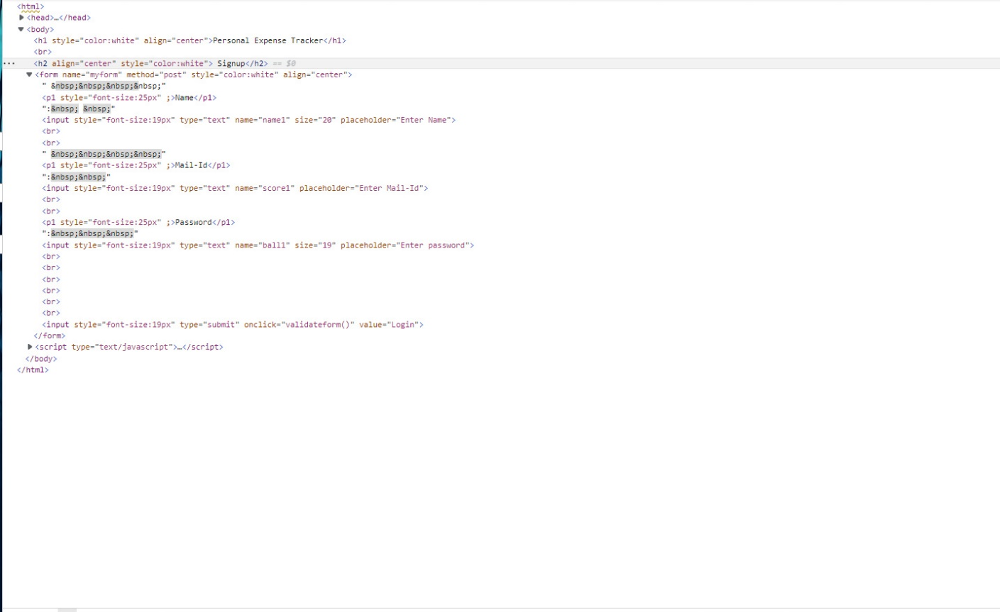 <html>
<head>…</head>
<body>
<h1 style="color:white" align="center">Personal Expense Tracker</h1>
<br>
<h2 align="center" style="color:white"> Signup</h2> == $0
<form name="myform" method="post" style="color:white" align="center">
" &nbsp;&nbsp;&nbsp;&nbsp;"
<p1 style="font-size:25px" ;>Name</p1>
":&nbsp; &nbsp;"
<input style="font-size:19px" type="text" name="name1" size="20" placeholder="Enter Name">
<br>
<br>
" &nbsp;&nbsp;&nbsp;&nbsp;"
<p1 style="font-size:25px" ;>Mail-Id</p1>
":&nbsp;&nbsp;"
<input style="font-size:19px" type="text" name="score1" placeholder="Enter Mail-Id">
<br>
<br>
<p1 style="font-size:25px" ;>Password</p1>
":&nbsp;&nbsp;&nbsp;"
<input style="font-size:19px" type="text" name="ball1" size="19" placeholder="Enter password">
<br>
<br>
<br>
<br>
<br>
<br>
<input style="font-size:19px" type="submit" onclick="validateform()" value="Login">
</form>
<script type="text/javascript">…</script>
</body>
</html>